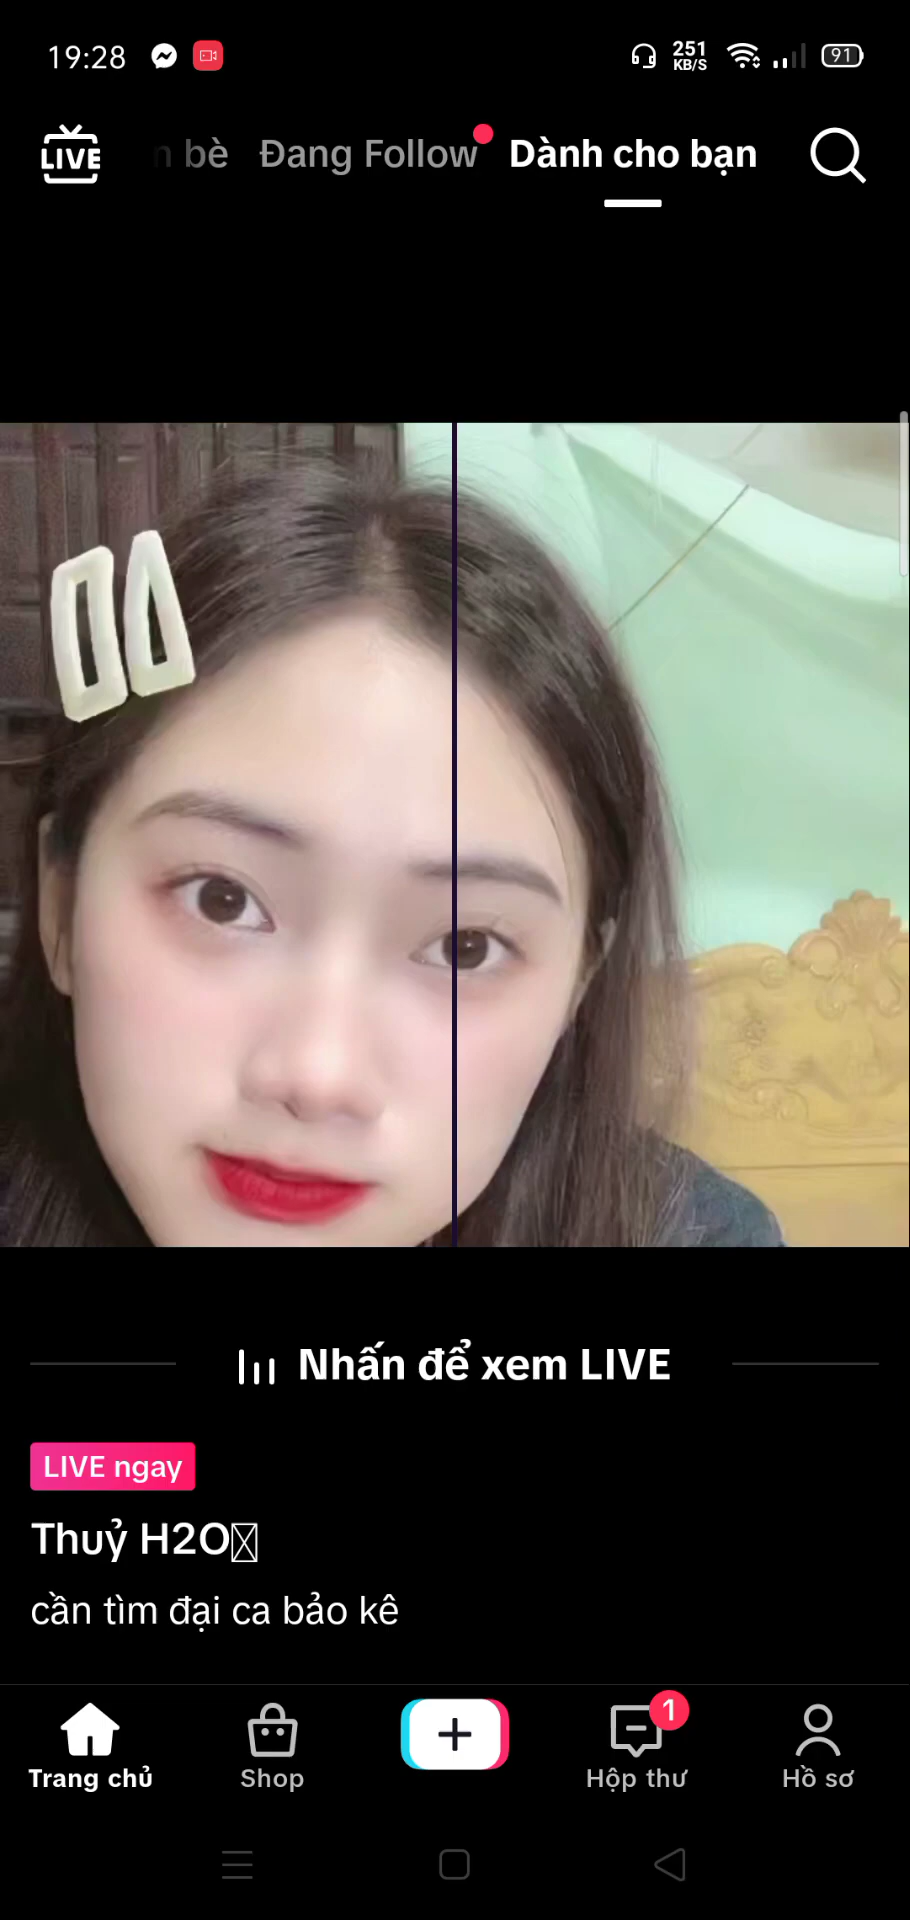 19:28
251
KB/S
91
LIVE
bè
Đang Follow
Dành cho bạn
Nhấn để xem LIVE
LIVE ngay
Thuỷ H2O
cần tìm đại ca bảo kê
Trang chủ
Shop
1
Hộp thư
Hồ sơ